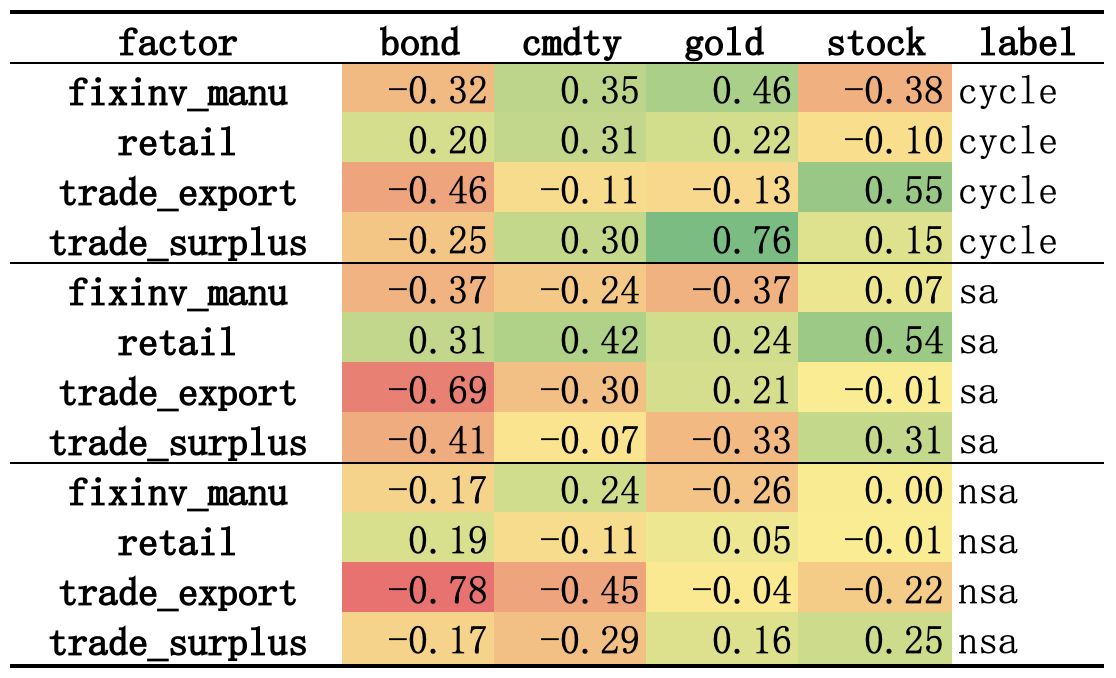 factor bond cmdty gold stock label
fixinv_manu -0.32 0.35 0.46 -0.38 cycle
retail 0.20 0.31 0.22 -0.10 cycle
trade_export -0.46 -0.11 -0.13 0.55 cycle
trade_surplus -0.25 0.30 0.76 0.15 cycle
fixinv_manu -0.37 -0.24 -0.37 0.07 sa
retail 0.31 0.42 0.24 0.54 sa
trade_export -0.69 -0.30 0.21 -0.01 sa
trade_surplus -0.41 -0.07 -0.33 0.31 sa
fixinv_manu -0.17 0.24 -0.26 0.00 nsa
retail 0.19 -0.11 0.05 -0.01 nsa
trade_export -0.78 -0.45 -0.04 -0.22 nsa
trade_surplus -0.17 -0.29 0.16 0.25 nsa